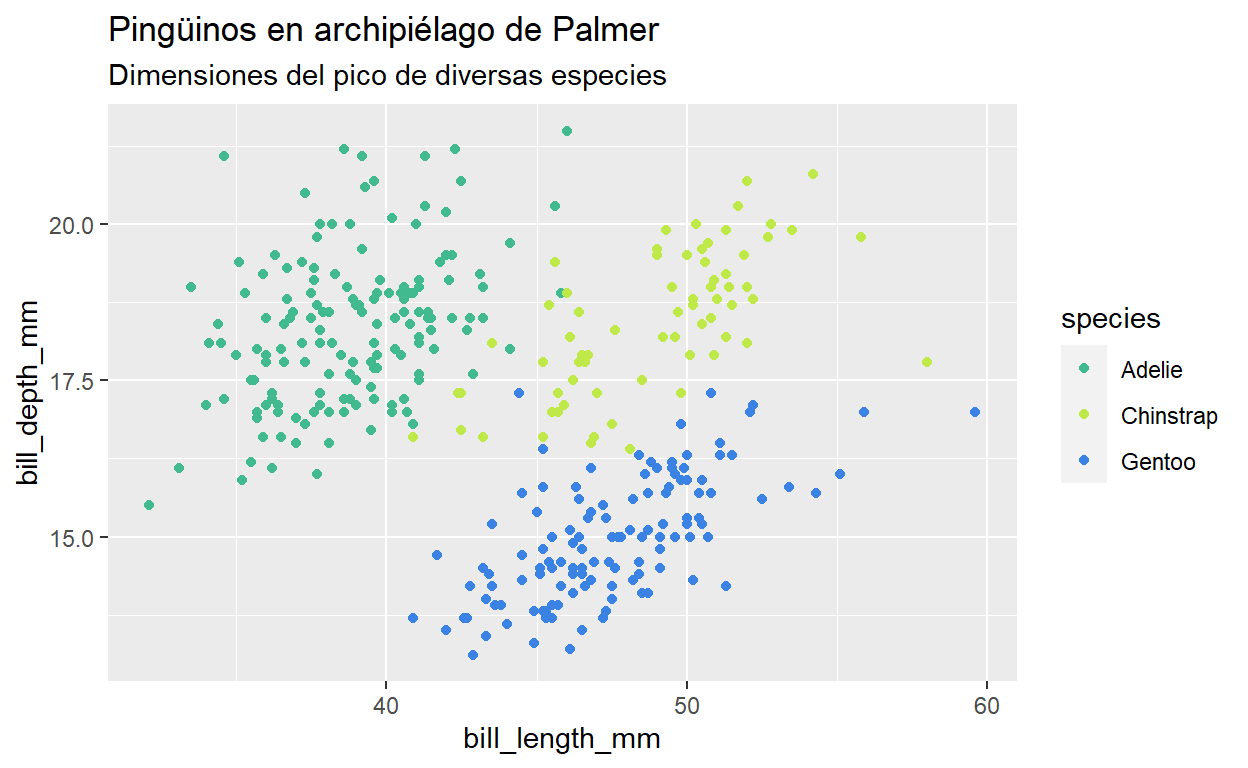 Pingüinos en archipiélago de Palmer
Dimensiones del pico de diversas especies
bill_depth_mm
20.0
17.5
15.0
40
50
60
bill_length_mm
species
Adelie
Chinstrap
Gentoo